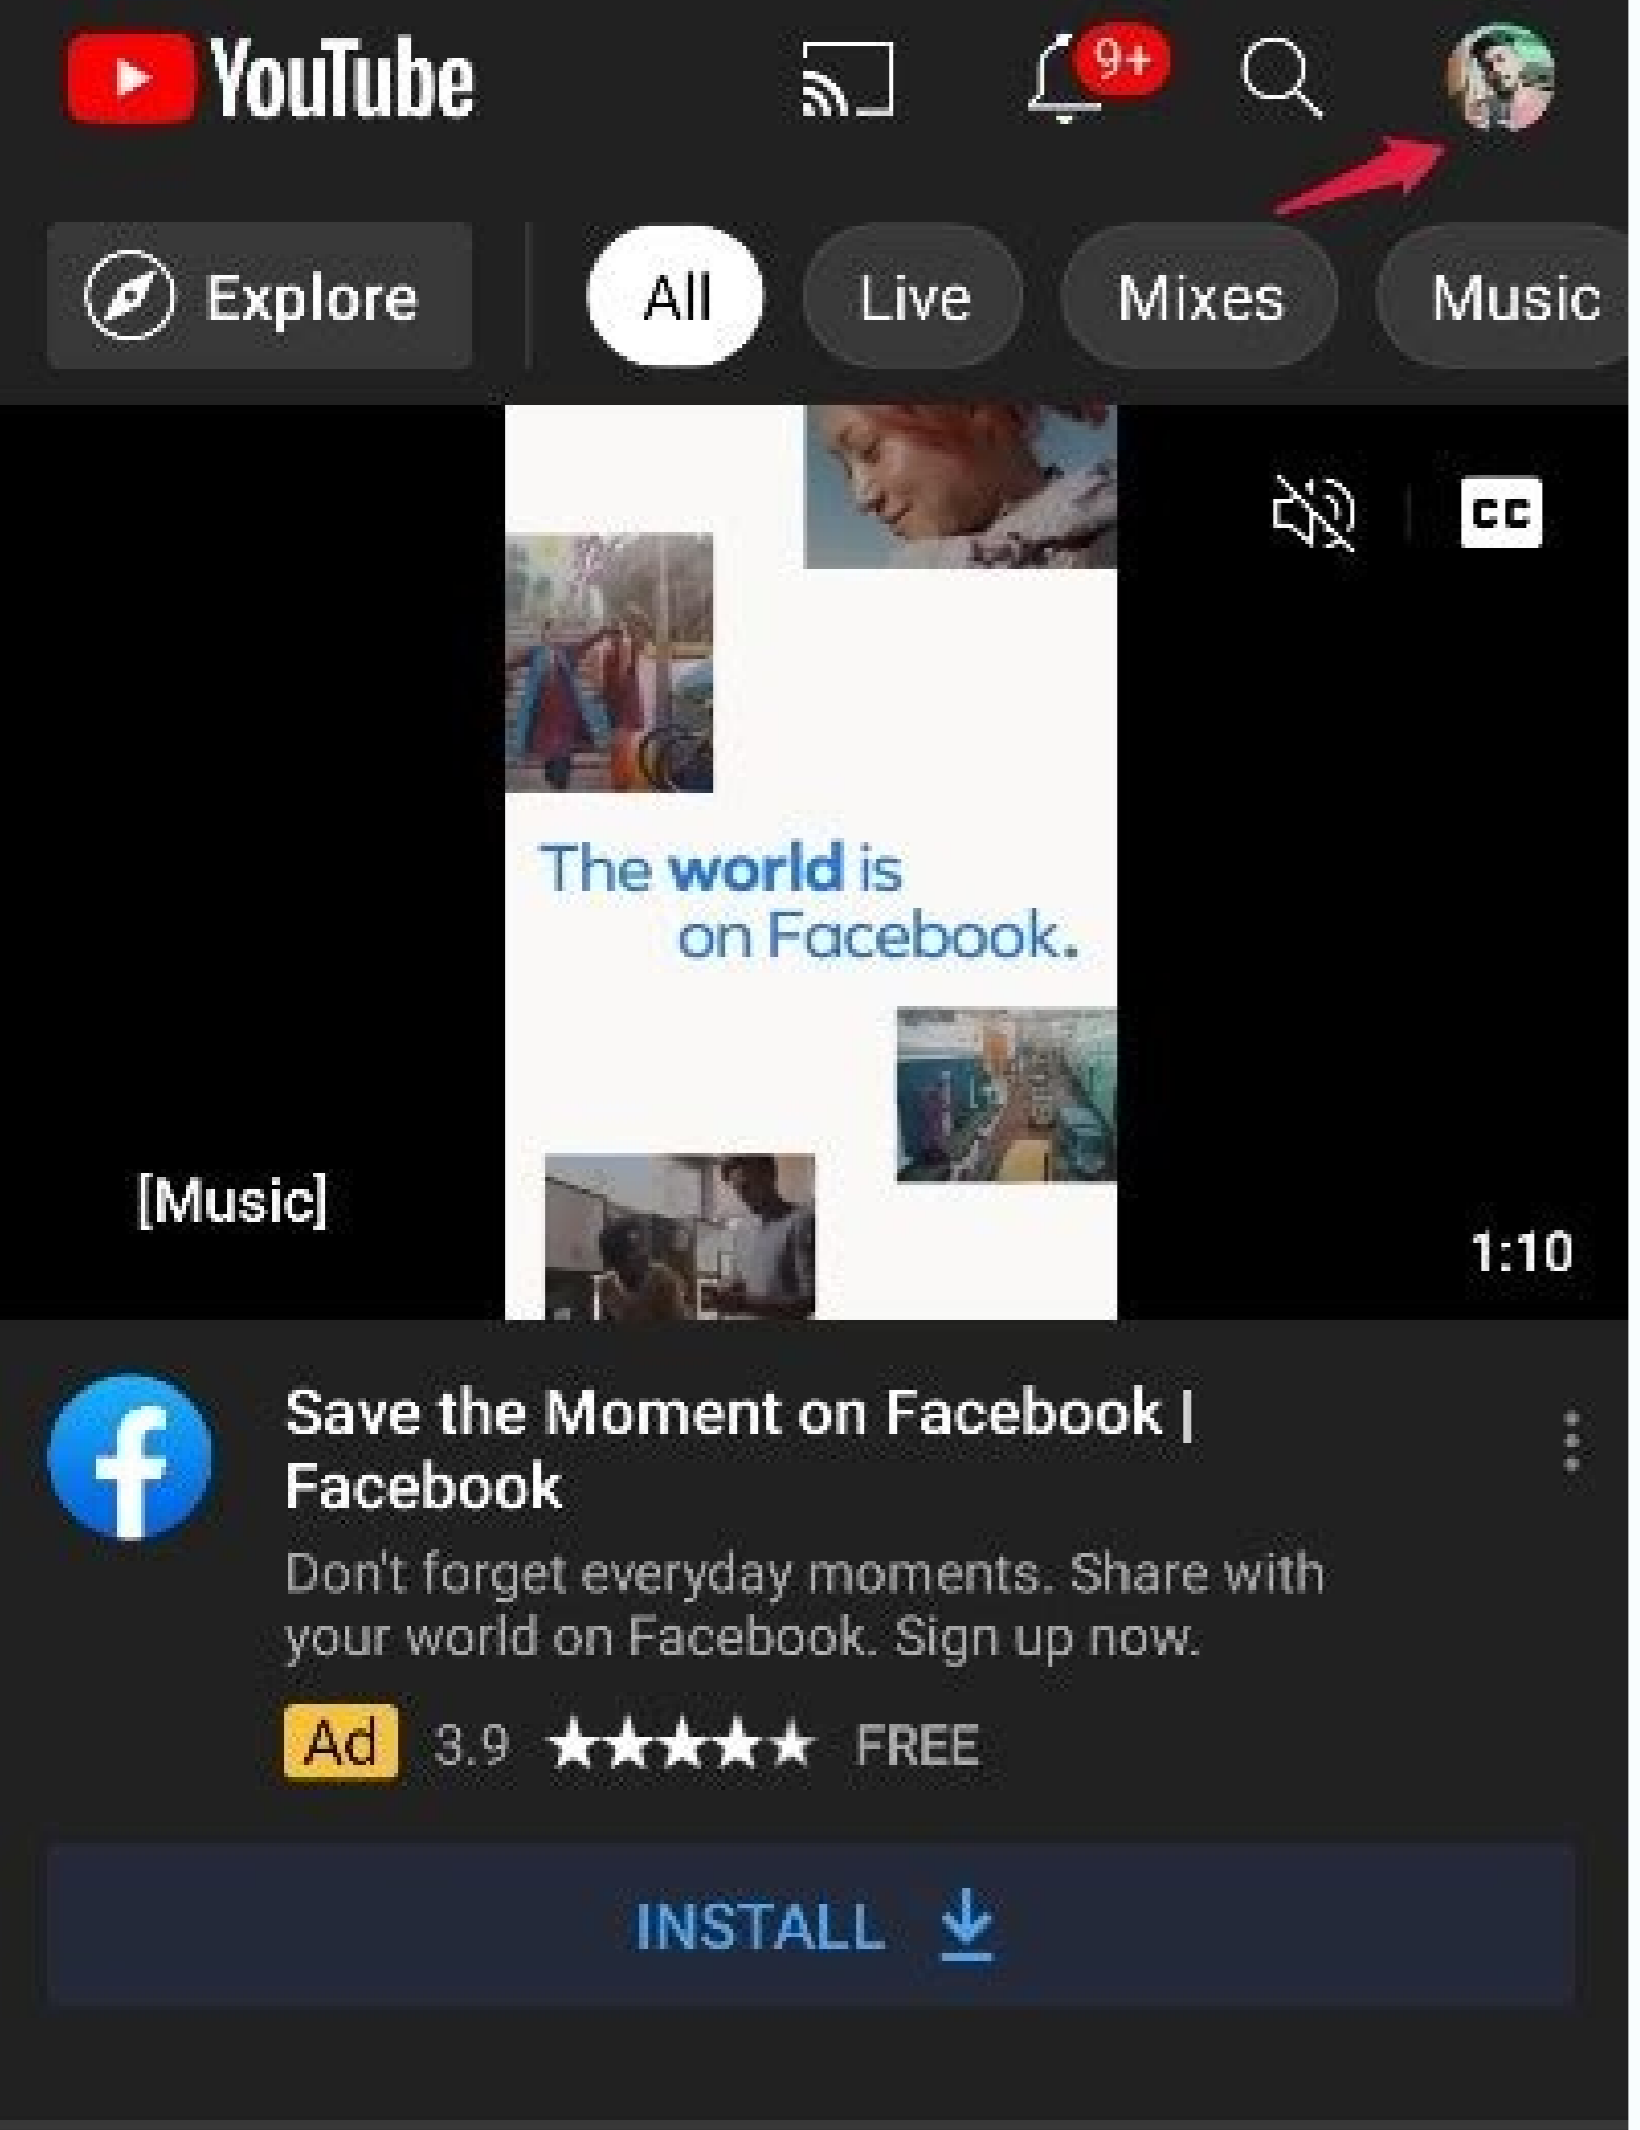 YouTube
9+
Explore
All
Live
Mixes
Music
CC
The world is
on Facebook.
[Music]
1:10
Save the Moment on Facebook |
Facebook
Don't forget everyday moments. Share with
your world on Facebook. Sign up now.
Ad 3.9 ★★★★★ FREE
INSTALL